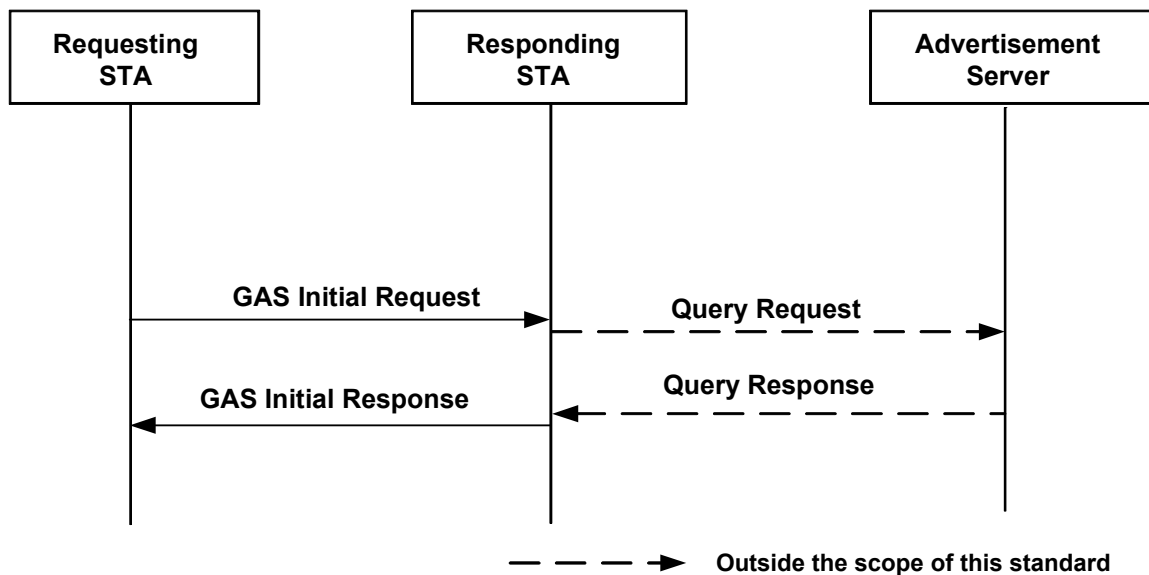 Requesting
STA
Responding
STA
Advertisement
Server
GAS Initial Request
Query Request
Query Response
GAS Initial Response
Outside the scope of this standard